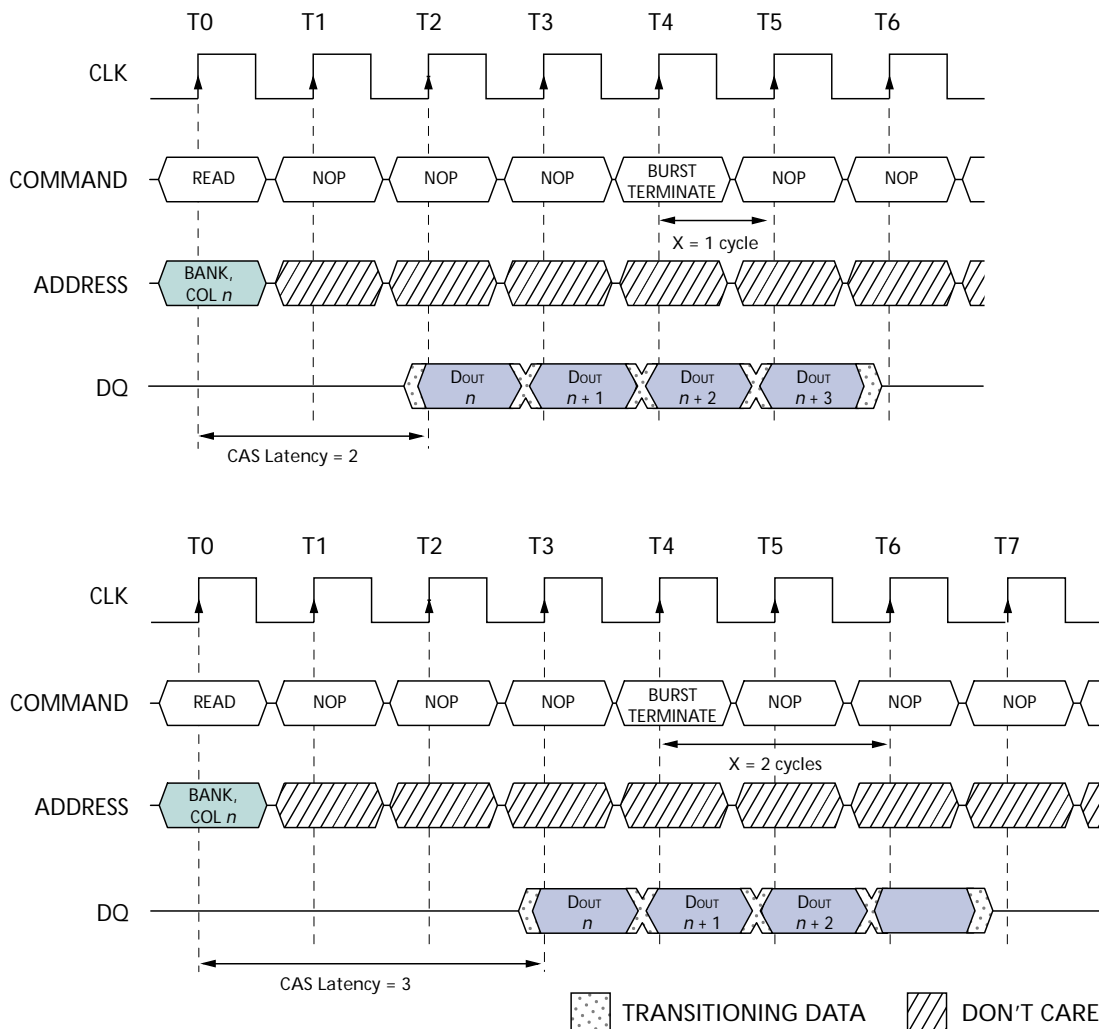 T0 T1 T2 T3 T4 T5 T6
CLK
COMMAND READ NOP NOP NOP BURST TERMINATE NOP NOP
X = 1 cycle
ADDRESS BANK, COL n
DQ DOUT n DOUT n + 1 DOUT n + 2 DOUT n + 3
CAS Latency = 2
T0 T1 T2 T3 T4 T5 T6 T7
CLK
COMMAND READ NOP NOP NOP BURST TERMINATE NOP NOP NOP
X = 2 cycles
ADDRESS BANK, COL n
DQ DOUT n DOUT n + 1 DOUT n + 2
CAS Latency = 3
TRANSITIONING DATA DON'T CARE